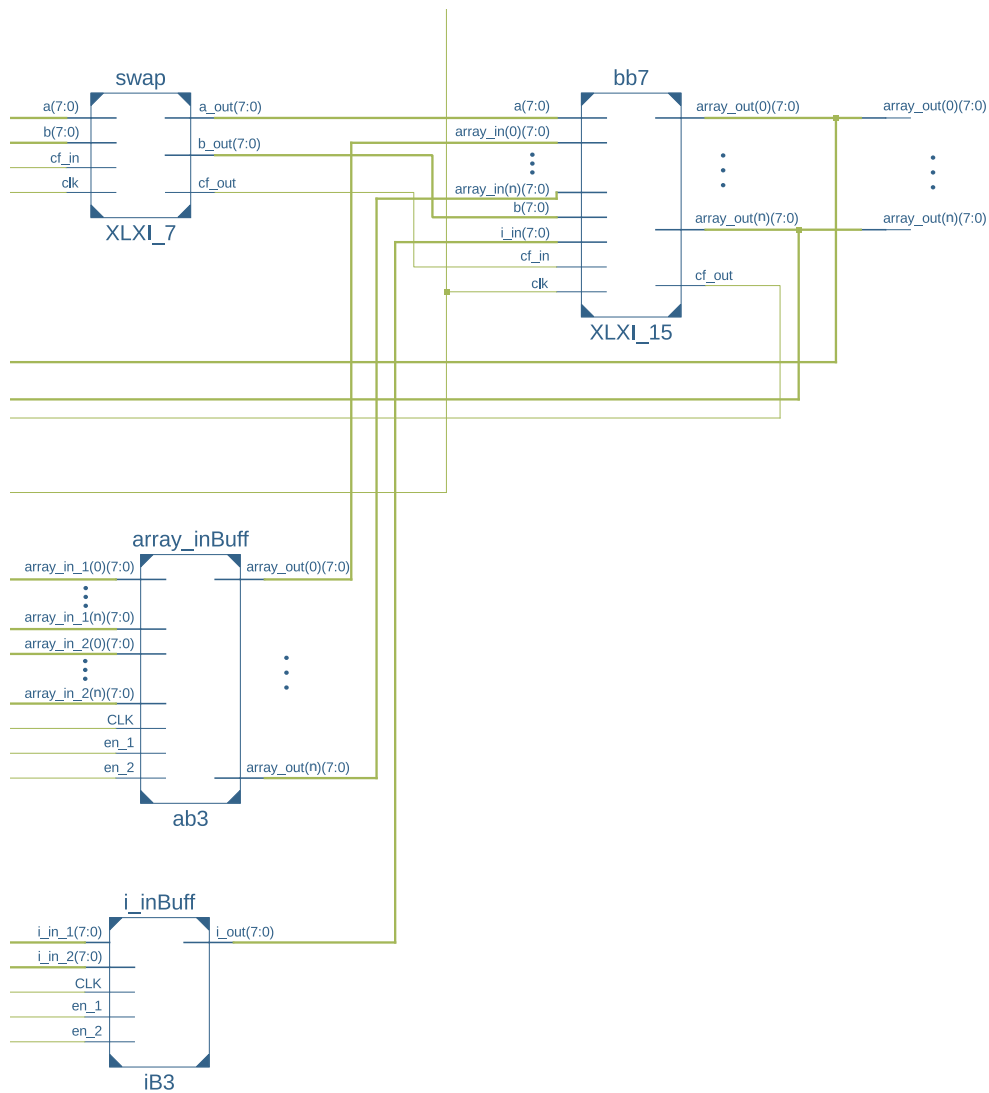 swap
a(7:0)
b(7:0)
cf_in
clk
a_out(7:0)
b_out(7:0)
cf_out
XLXI_7
bb7
a(7:0)
array_in(0)(7:0)
array_in(n)(7:0)
b(7:0)
i_in(7:0)
cf_in
clk
array_out(0)(7:0)
array_out(n)(7:0)
cf_out
XLXI_15
array_out(0)(7:0)
array_out(n)(7:0)
array_inBuff
array_in_1(0)(7:0)
array_in_1(n)(7:0)
array_in_2(0)(7:0)
array_in_2(n)(7:0)
CLK
en_1
en_2
array_out(0)(7:0)
array_out(n)(7:0)
ab3
i_inBuff
i_in_1(7:0)
i_in_2(7:0)
CLK
en_1
en_2
i_out(7:0)
iB3